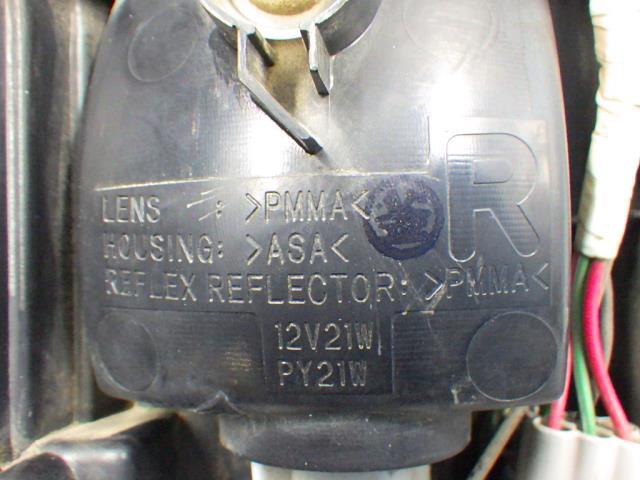 R
LENS : >PMMA<
HOUSING: >ASA<
REFLEX REFLECTOR: >PMMA<
12V21W
PY21W